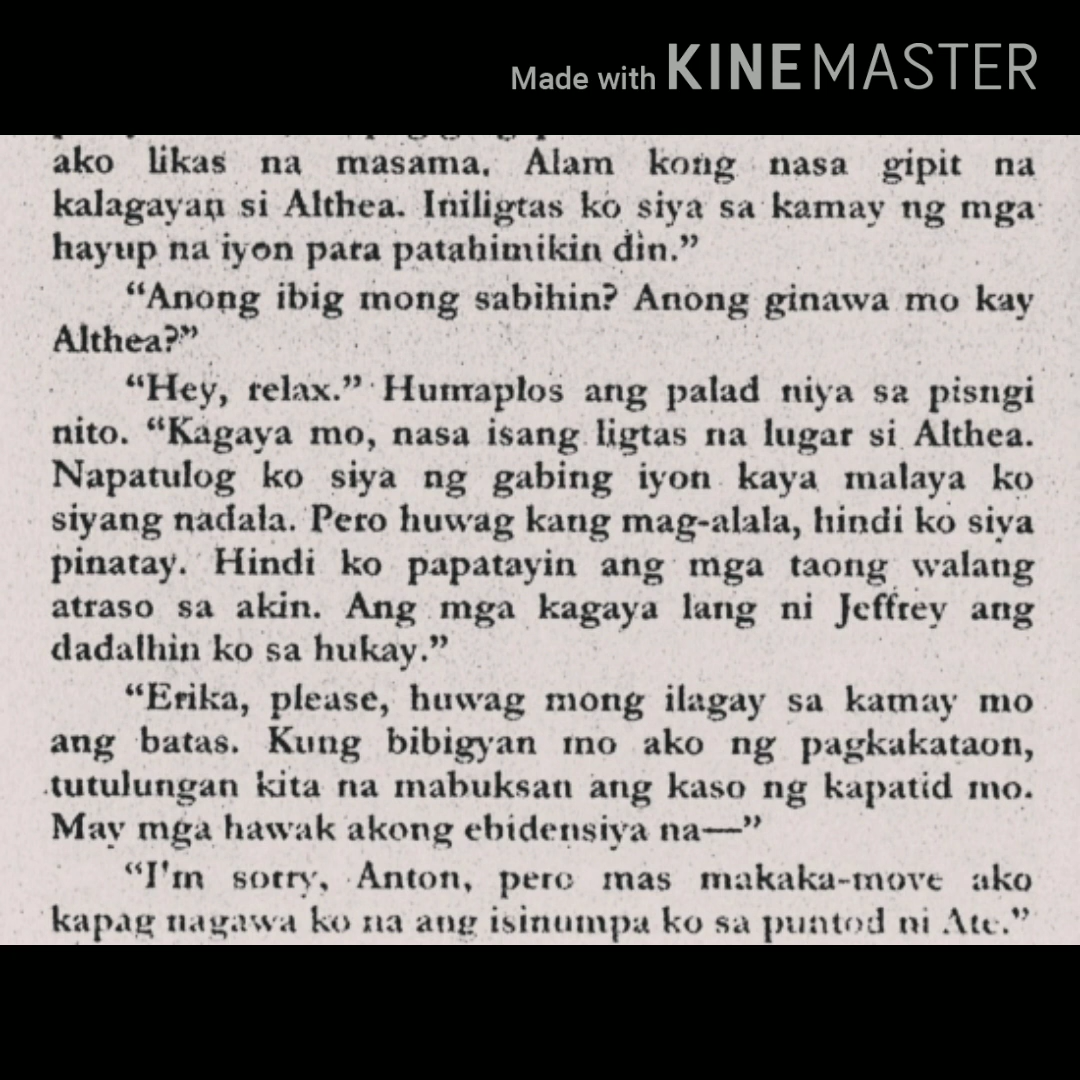 Made with KINEMASTER
ako likas na masama. Alam kong nasa gipit na
kalagayan si Althea. Iniligtas ko siya sa kamay ng mga
hayup na iyon para patahimikin din.”
“Anong ibig mong sabihin? Anong ginawa mo kay
Althea?”
“Hey, relax.” Humraplos ang palad niya sa pisngi
nito. “Kagaya mo, nasa isang ligtas na lugar si Althea.
Napatulog ko siya ng gabing iyon kaya malaya ko
siyang nadala. Pero huwag kang mag-alala, hindi ko siya
pinatay. Hindi ko papatayin ang mga taong walang
atraso sa akin. Ang mga kagaya lang ni Jeffrey ang
dadalhin ko sa hukay.”
“Erika, please, huwag mong ilagay sa kamay mo
ang batas. Kung bibigyan mo ako ng pagkakataon,
tutulungan kita na mabuksan ang kaso ng kapatid mo.
May mga hawak akong ebidensiya na—”
“I'm sorry, Anton, pero mas makaka-move ako
kapag nagawa ko na ang isinumpa ko sa puntod ni Ate.”